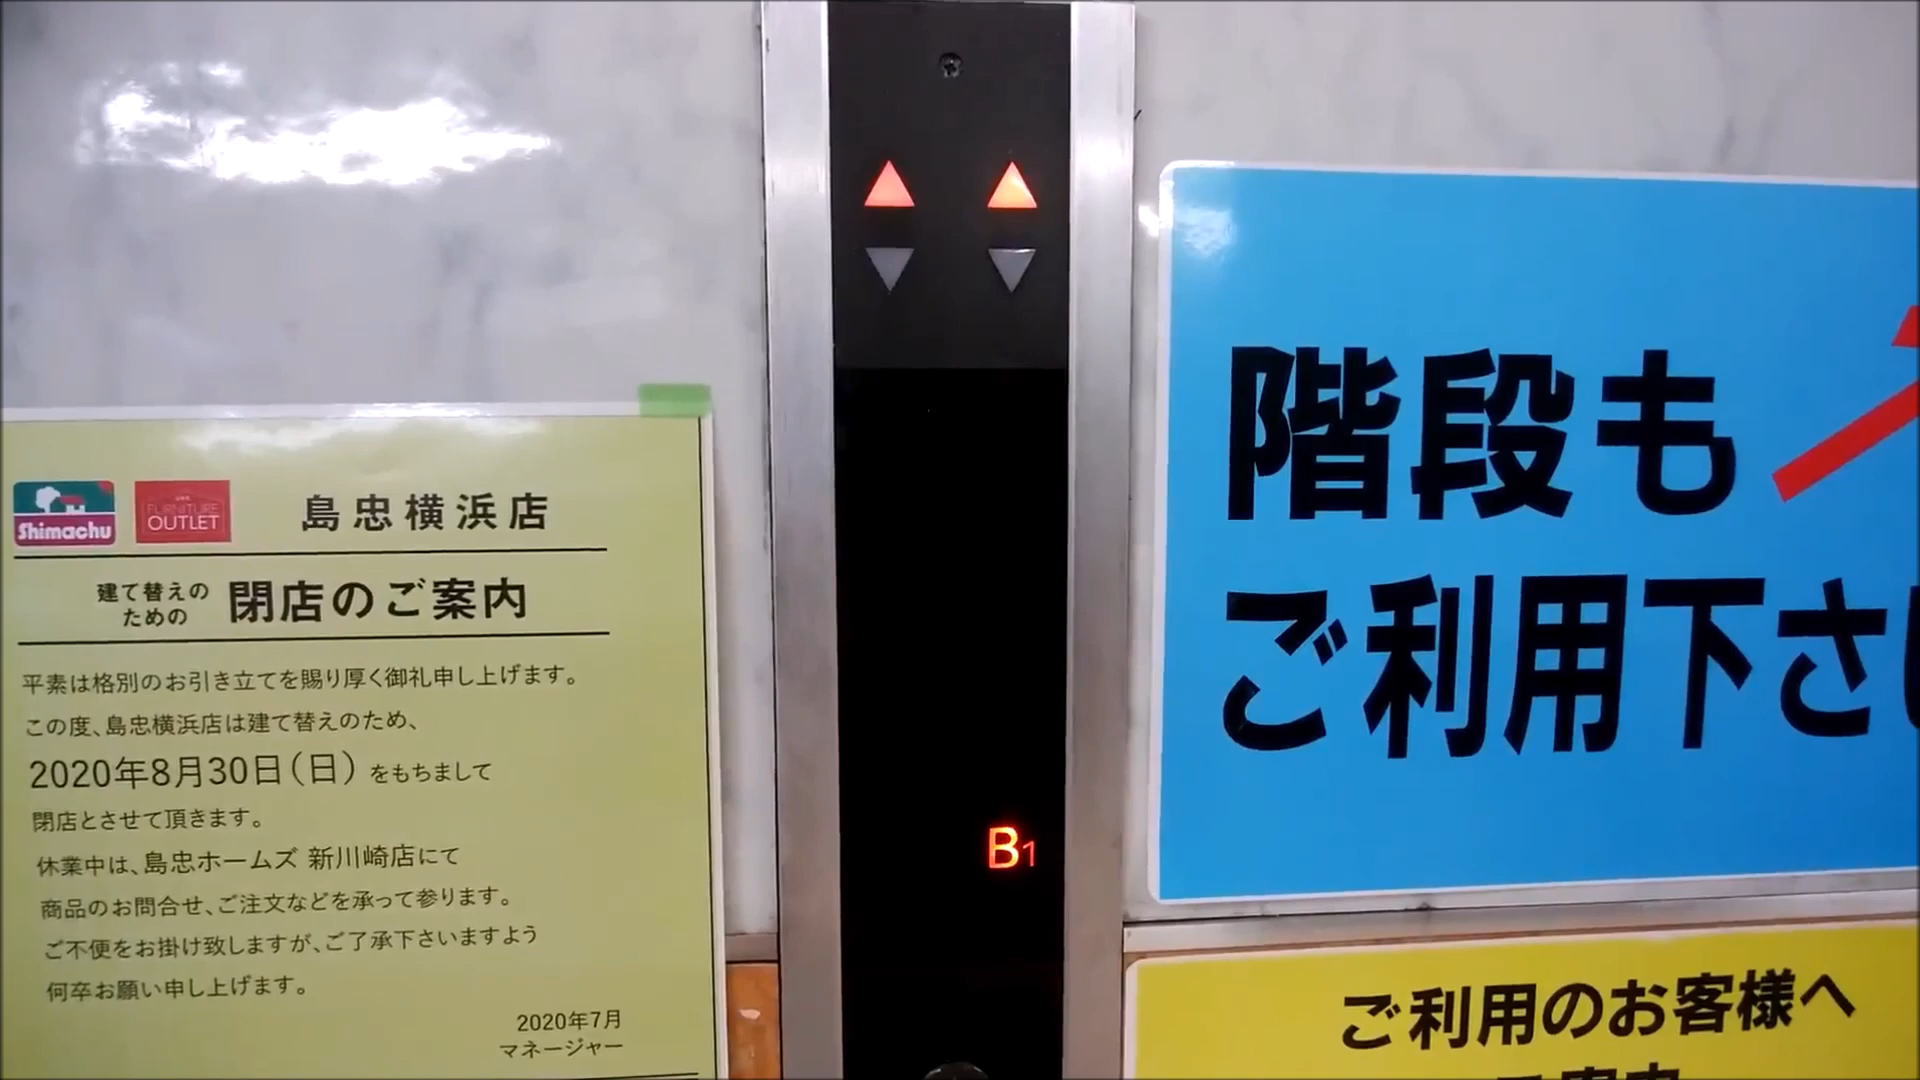 Shimachu
FURNITURE
OUTLET
島忠横浜店
建て替えの
ための
閉店のご案内
平素は格別のお引き立てを賜り厚く御礼申し上げます。
この度、島忠横浜店は建て替えのため、
2020年8月30日(日)をもちまして
閉店とさせて頂きます。
休業中は、島忠ホームズ 新川崎店にて
商品のお問合せ、ご注文などを承って参ります。
ご不便をお掛け致しますが、ご了承下さいますよう
何卒お願い申し上げます。
2020年7月
マネージャー
B1
階段も
ご利用下さ
ご利用のお客様へ